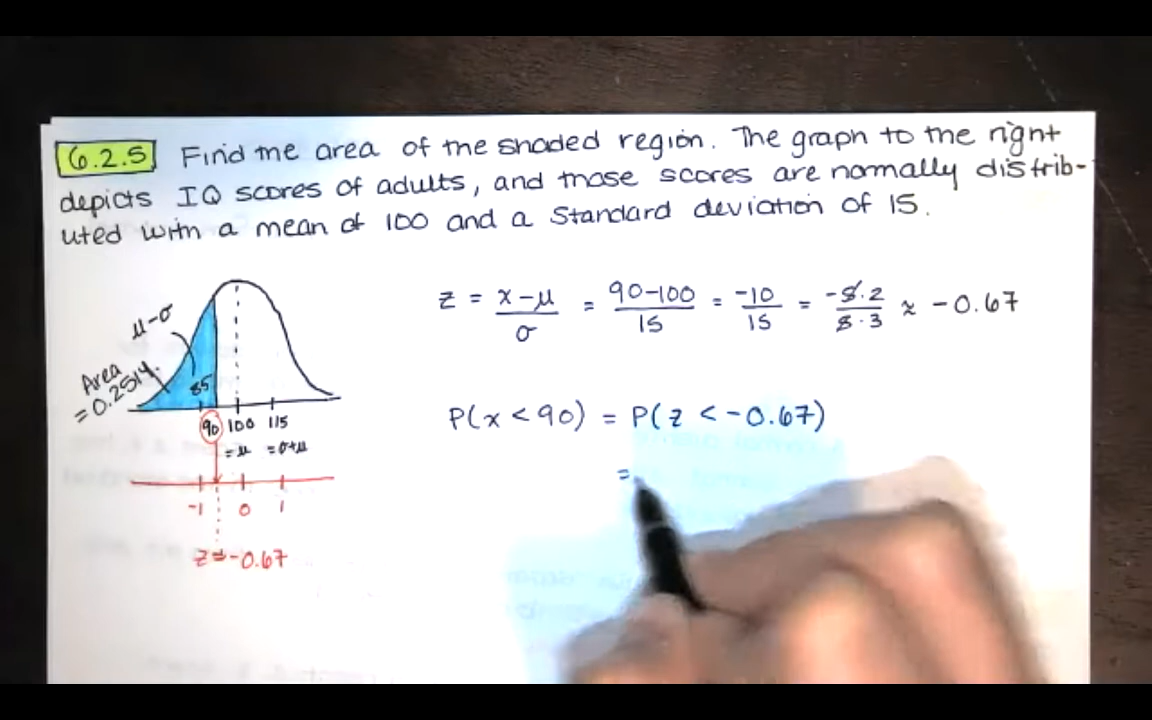 6.2.5 Find the area of the shaded region. The graph to the right
depicts IQ scores of adults, and those scores are normally distrib-
uted with a mean of 100 and a standard deviation of 15.
z = x-μ / σ = 90-100 / 15 = -10 / 15 = -5·2 / 5·3 ≈ -0.67
P(x < 90) = P(z < -0.67)
=
μ-σ
Area
= 0.2514
85
90 100 115
=μ =σ+μ
-1 0 1
z=-0.67